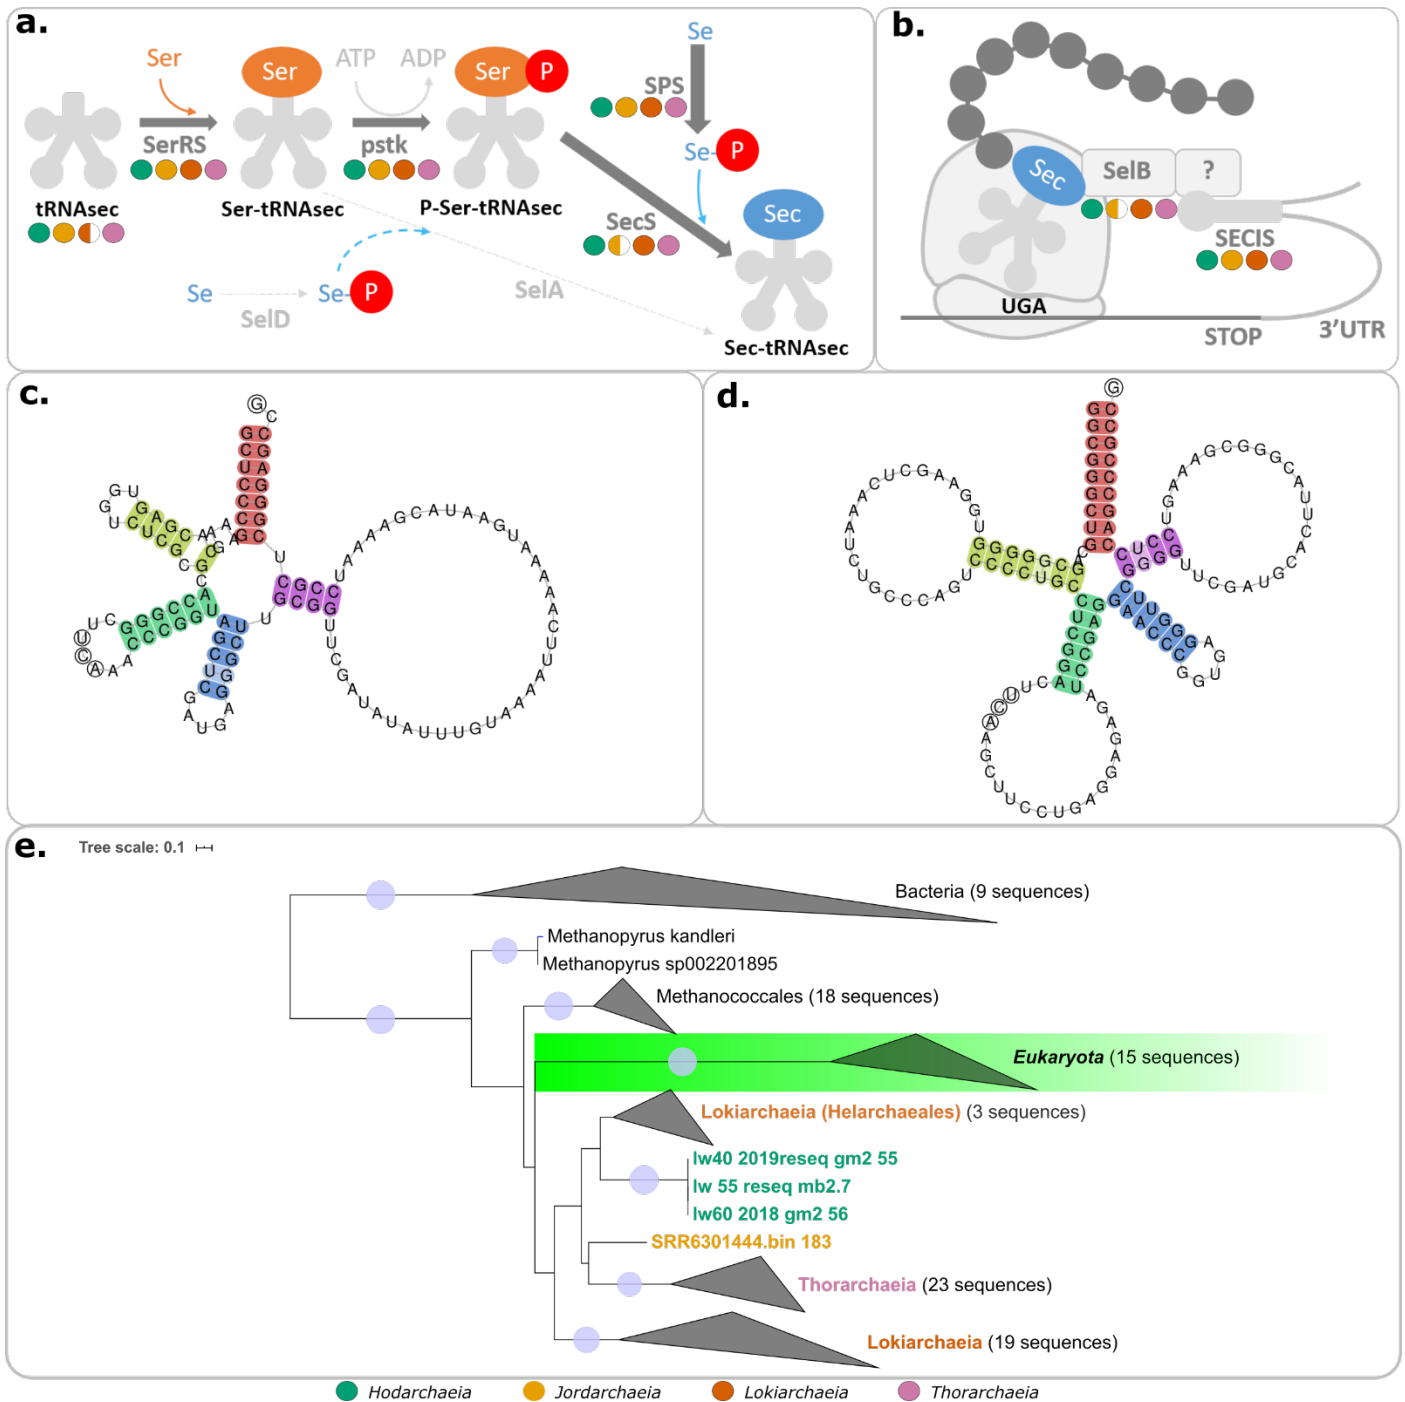 a.
Ser
Ser
ATP
ADP
Ser
P
Se
SPS
SerRS
pstk
Se
P
tRNAsec
Ser-tRNAsec
P-Ser-tRNAsec
SecS
Sec
Se
Se
P
SelD
SelA
Sec-tRNAsec
b.
Sec
SelB
?
SECIS
UGA
STOP
3'UTR
c.
d.
e.
Tree scale: 0.1
Bacteria (9 sequences)
Methanopyrus kandleri
Methanopyrus sp002201895
Methanococcales (18 sequences)
Eukaryota (15 sequences)
Lokiarchaeia (Helarchaeales) (3 sequences)
lw40 2019reseq gm2 55
lw 55 reseq mb2.7
lw60 2018 gm2 56
SRR6301444.bin 183
Thorarchaeia (23 sequences)
Lokiarchaeia (19 sequences)
Hodarchaeia
Jordarchaeia
Lokiarchaeia
Thorarchaeia